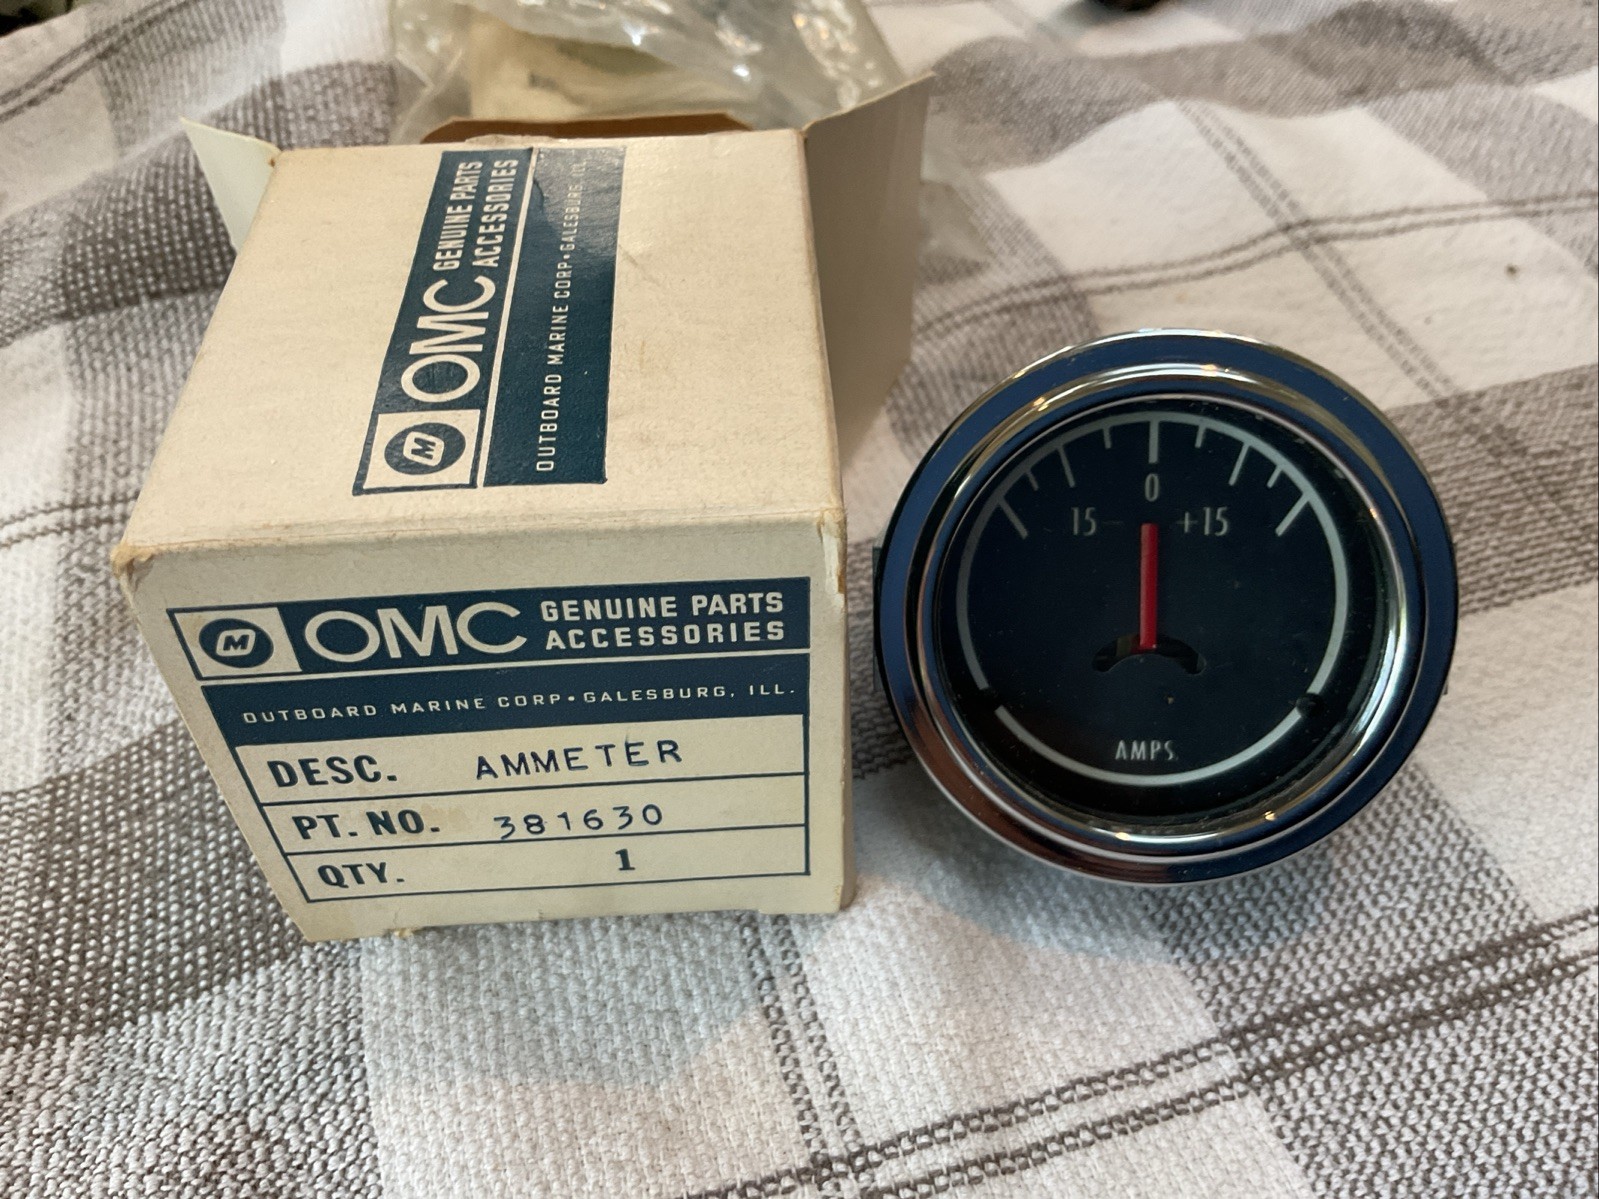 M OMC GENUINE PARTS
ACCESSORIES
OUTBOARD MARINE CORP•GALESBURG, ILL.
M OMC GENUINE PARTS
ACCESSORIES
OUTBOARD MARINE CORP•GALESBURG, ILL.
DESC. AMMETER
PT. NO. 381630
QTY. 1
0
15- +15
AMPS.